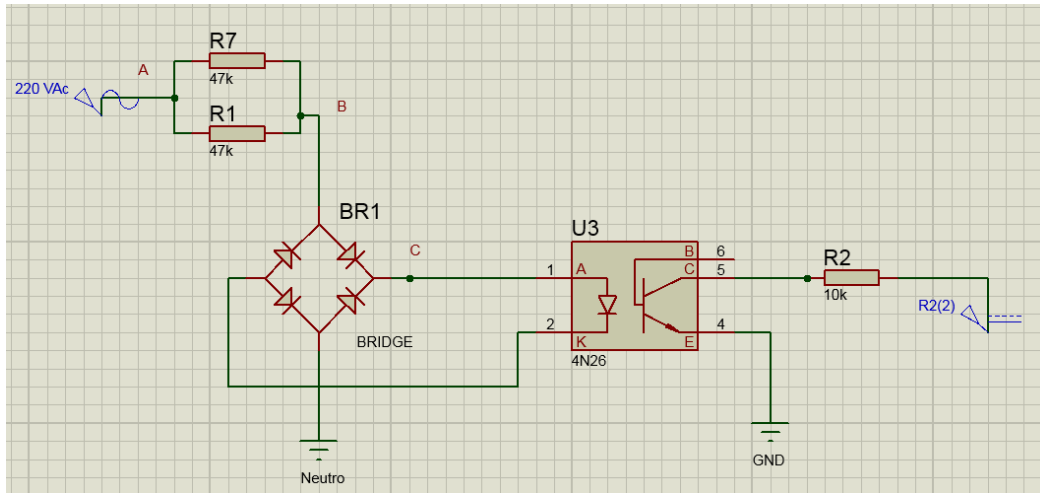 R7
A
220 VAc
47k
R1
B
47k
BR1
C
U3
B
6
1
A
C
5
R2
10k
R2(2)
2
K
E
4
BRIDGE
4N26
GND
Neutro